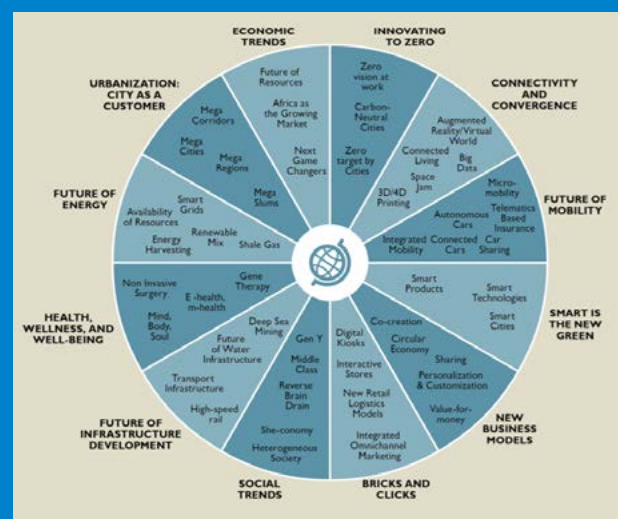 ECONOMIC
TRENDS
Future of
Resources
Africa as
the Growing
Market
Next
Game
Changers
INNOVATING
TO ZERO
Zero
vision at
work
Carbon-
Neutral
Cities
Zero
target by
Cities
CONNECTIVITY
AND
CONVERGENCE
Augmented
Reality/Virtual
World
Connected
Living
Big
Data
Space
Jam
3D/4D
Printing
FUTURE OF
MOBILITY
Micro-
mobility
Telematics
Based
Insurance
Autonomous
Cars
Integrated
Mobility
Connected
Cars
Car
Sharing
SMART IS
THE NEW
GREEN
Smart
Products
Smart
Technologies
Smart
Cities
NEW
BUSINESS
MODELS
Co-creation
Circular
Economy
Sharing
Personalization
& Customization
Value-for-
money
BRICKS AND
CLICKS
Digital
Kiosks
Interactive
Stores
New Retail
Logistics
Models
Integrated
Omnichannel
Marketing
SOCIAL
TRENDS
Gen Y
Middle
Class
Reverse
Brain
Drain
She-conomy
Heterogeneous
Society
FUTURE OF
INFRASTRUCTURE
DEVELOPMENT
Deep Sea
Mining
Future
of Water
Infrastructure
Transport
Infrastructure
High-speed
rail
HEALTH,
WELLNESS, AND
WELL-BEING
Gene
Therapy
Non Invasive
Surgery
E -health,
m-health
Mind,
Body,
Soul
FUTURE OF
ENERGY
Smart
Grids
Availability
of Resources
Renewable
Mix
Energy
Harvesting
Shale Gas
URBANIZATION:
CITY AS A
CUSTOMER
Mega
Corridors
Mega
Cities
Mega
Regions
Mega
Slums